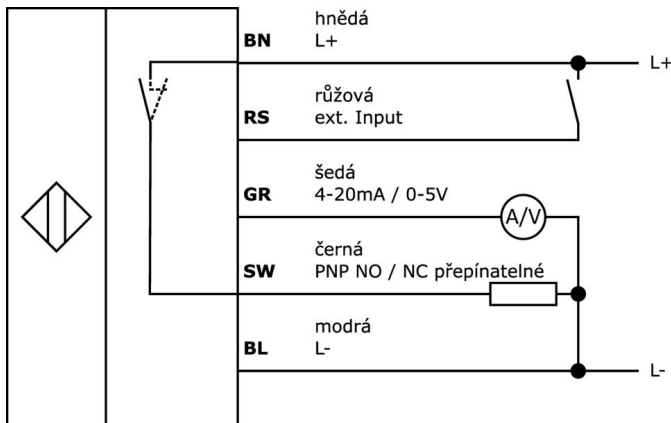 hnědá
BN L+
L+
růžová
RS ext. Input
šedá
GR 4-20mA / 0-5V
A/V
černá
SW PNP NO / NC přepínatelné
modrá
BL L-
L-